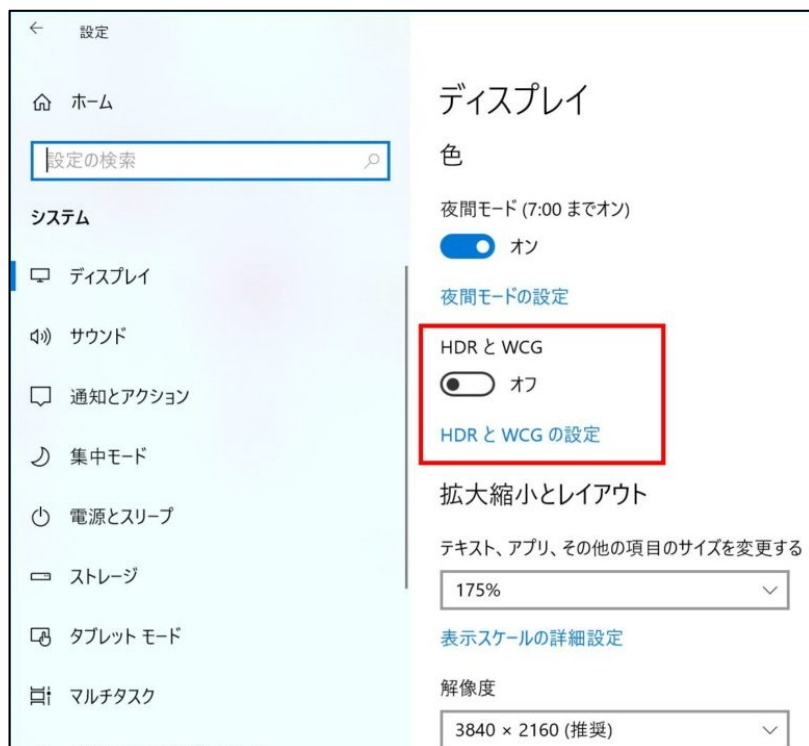 設定
ホーム
設定の検索
システム
ディスプレイ
サウンド
通知とアクション
集中モード
電源とスリープ
ストレージ
タブレット モード
マルチタスク
ディスプレイ
色
夜間モード (7:00 までオン)
オン
夜間モードの設定
HDR と WCG
オフ
HDR と WCG の設定
拡大縮小とレイアウト
テキスト、アプリ、その他の項目のサイズを変更する
175%
表示スケールの詳細設定
解像度
3840 × 2160 (推奨)